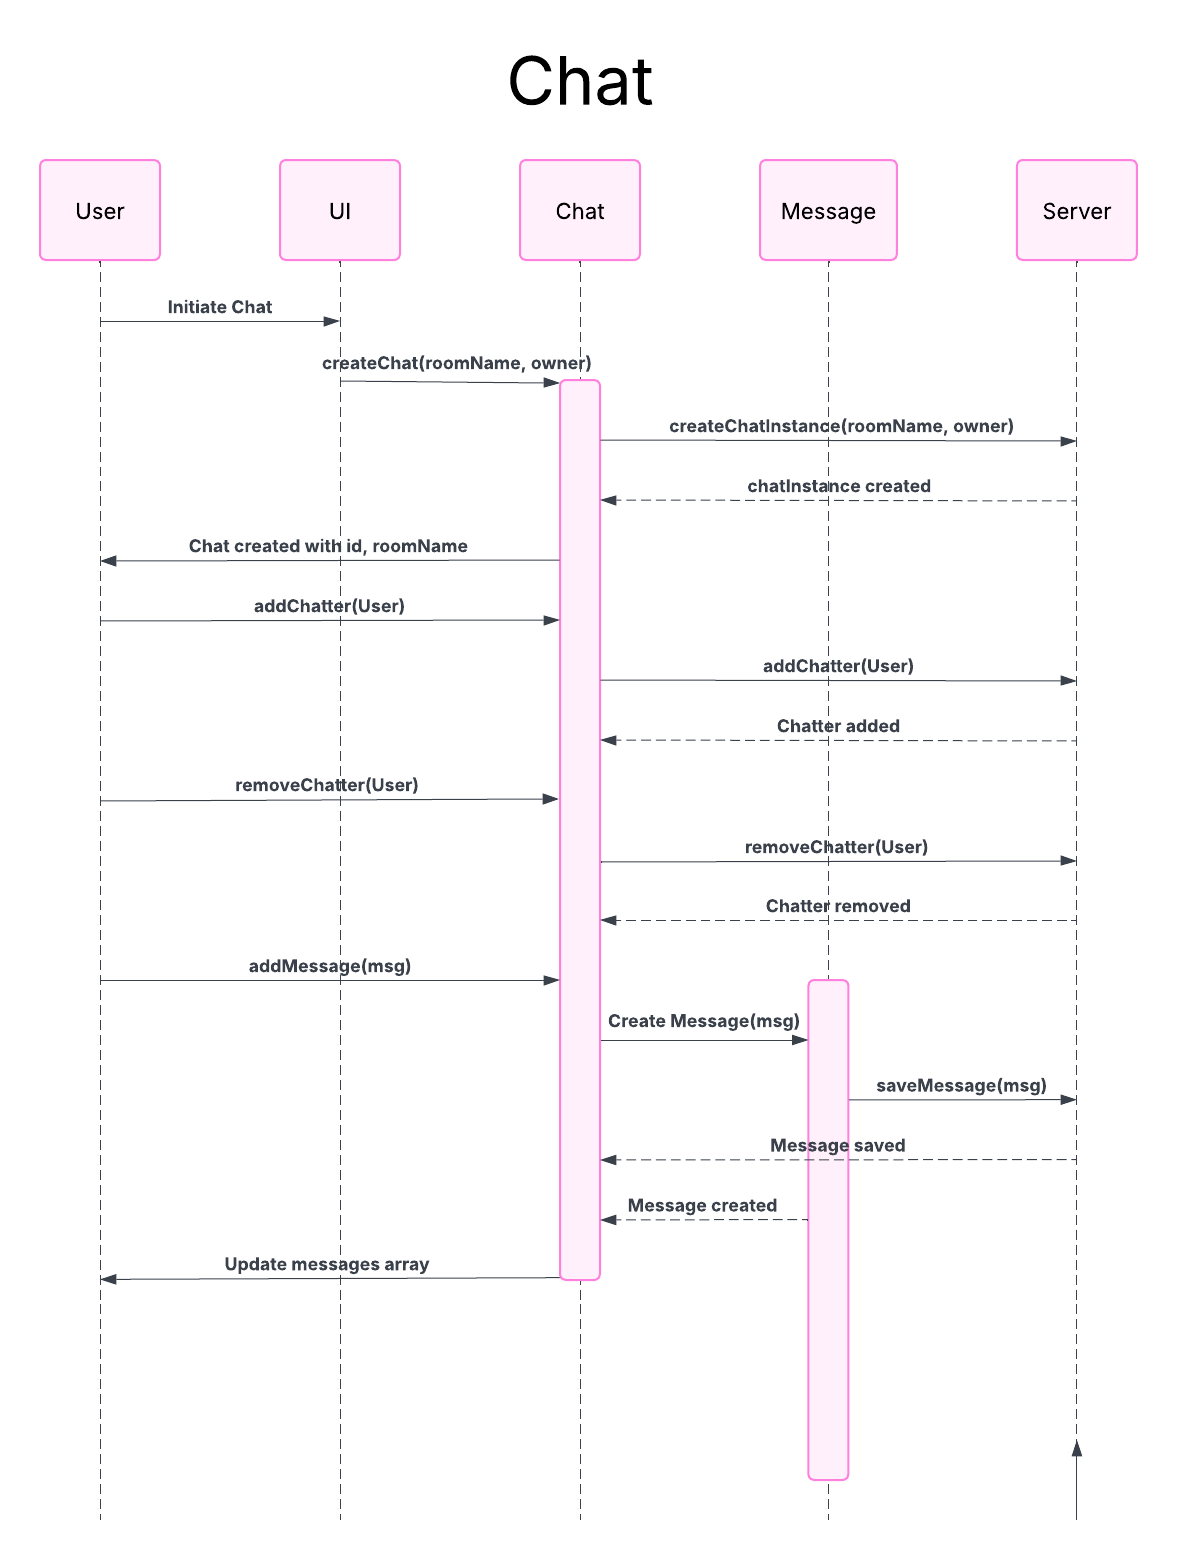 Chat
User
UI
Chat
Message
Server
Initiate Chat
createChat(roomName, owner)
createChatInstance(roomName, owner)
chatInstance created
Chat created with id, roomName
addChatter(User)
addChatter(User)
Chatter added
removeChatter(User)
removeChatter(User)
Chatter removed
addMessage(msg)
Create Message(msg)
saveMessage(msg)
Message saved
Message created
Update messages array